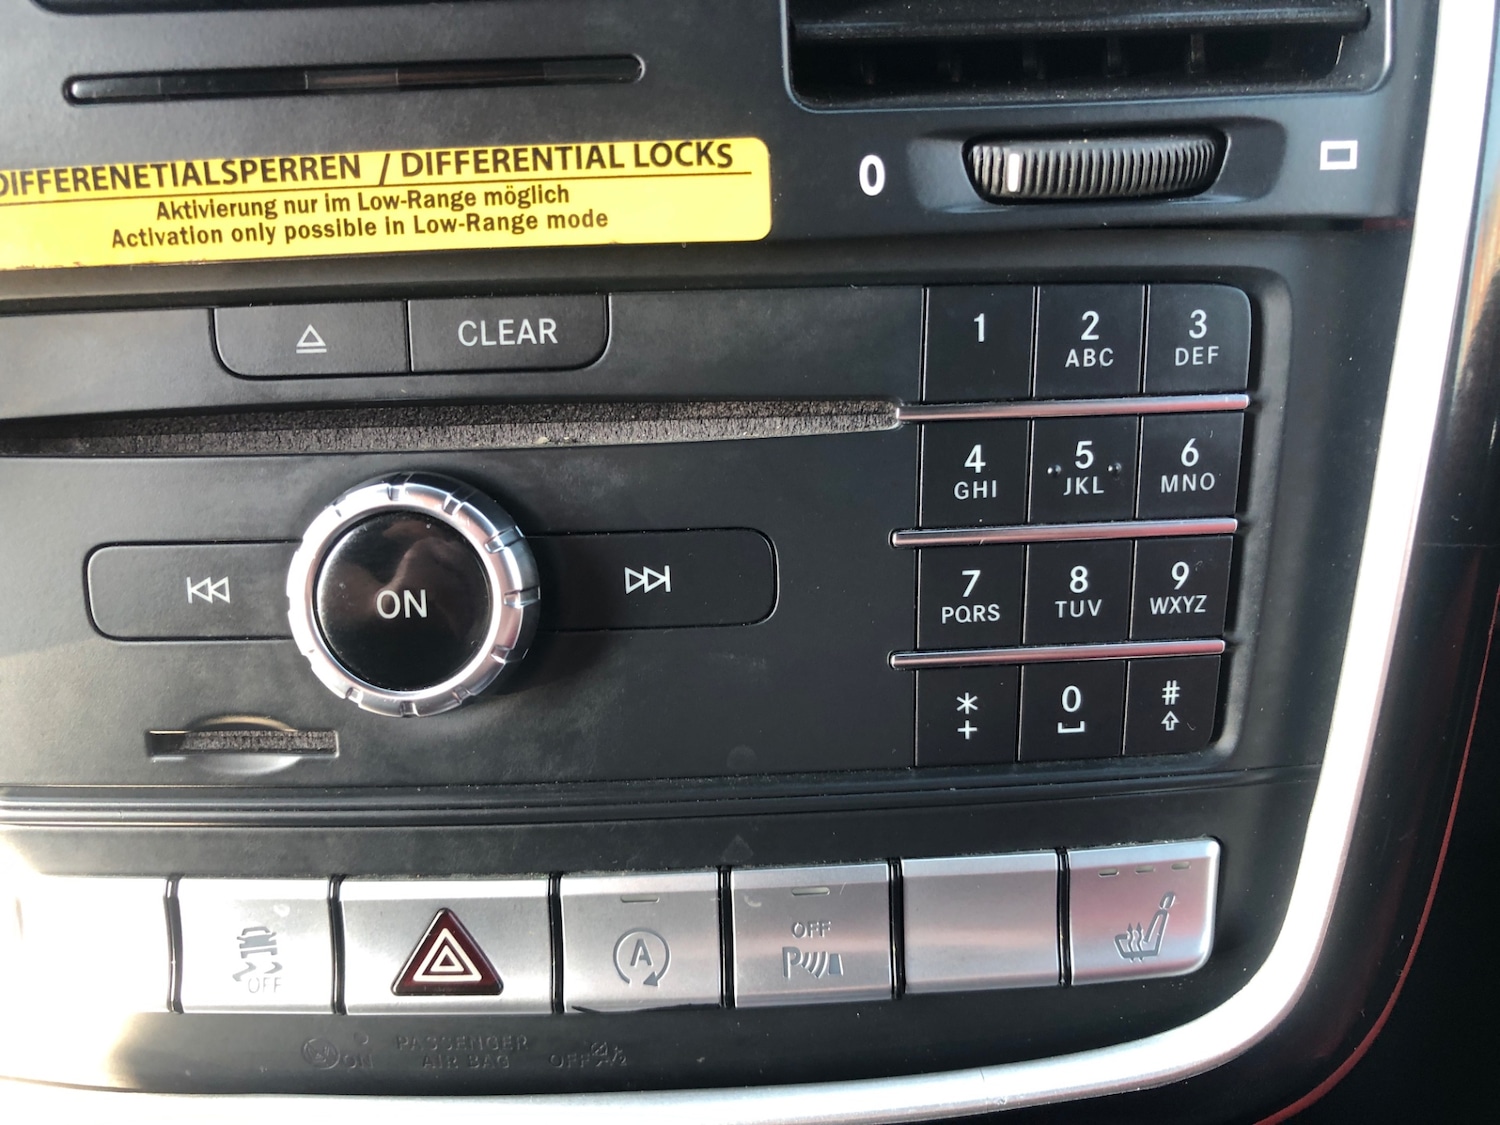 DIFFERENETIALSPERREN / DIFFERENTIAL LOCKS
Aktivierung nur im Low-Range möglich
Activation only possible in Low-Range mode
0
CLEAR
1
2
ABC
3
DEF
4
GHI
5
JKL
6
MNO
ON
7
PQRS
8
TUV
9
WXYZ
*
+
0
#
OFF
A
OFF
P
ON
PASSENGER
AIR BAG
OFF